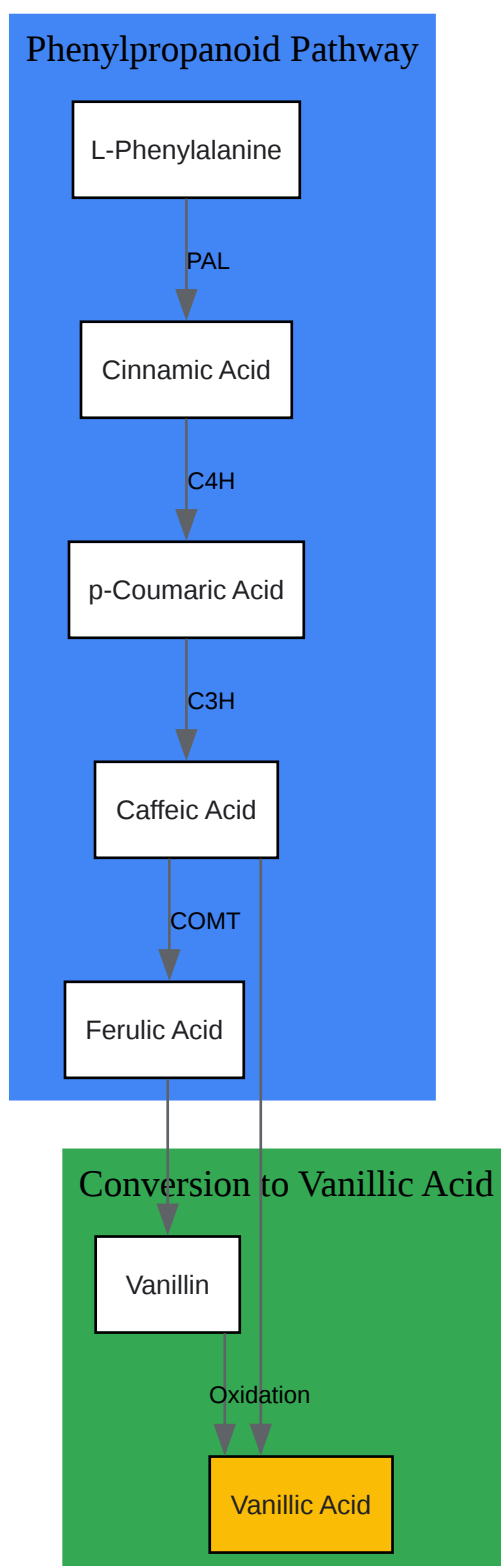 Phenylpropanoid Pathway
L-Phenylalanine
PAL
Cinnamic Acid
C4H
p-Coumaric Acid
C3H
Caffeic Acid
COMT
Ferulic Acid
Conversion to Vanillic Acid
Vanillin
Oxidation
Vanillic Acid